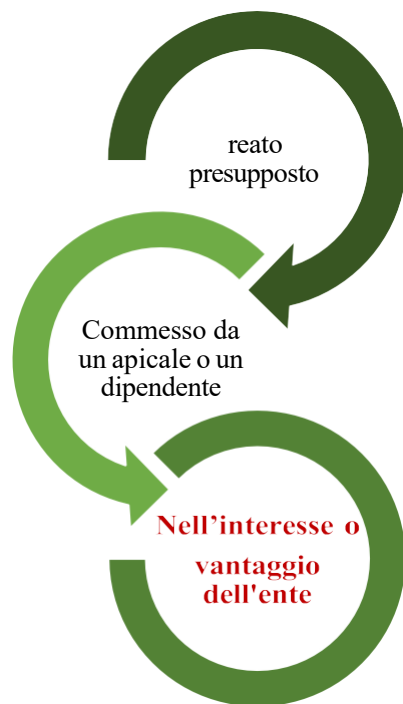 reato
presupposto
Commesso da
un apicale o un
dipendente
Nell’interesse o
vantaggio
dell'ente